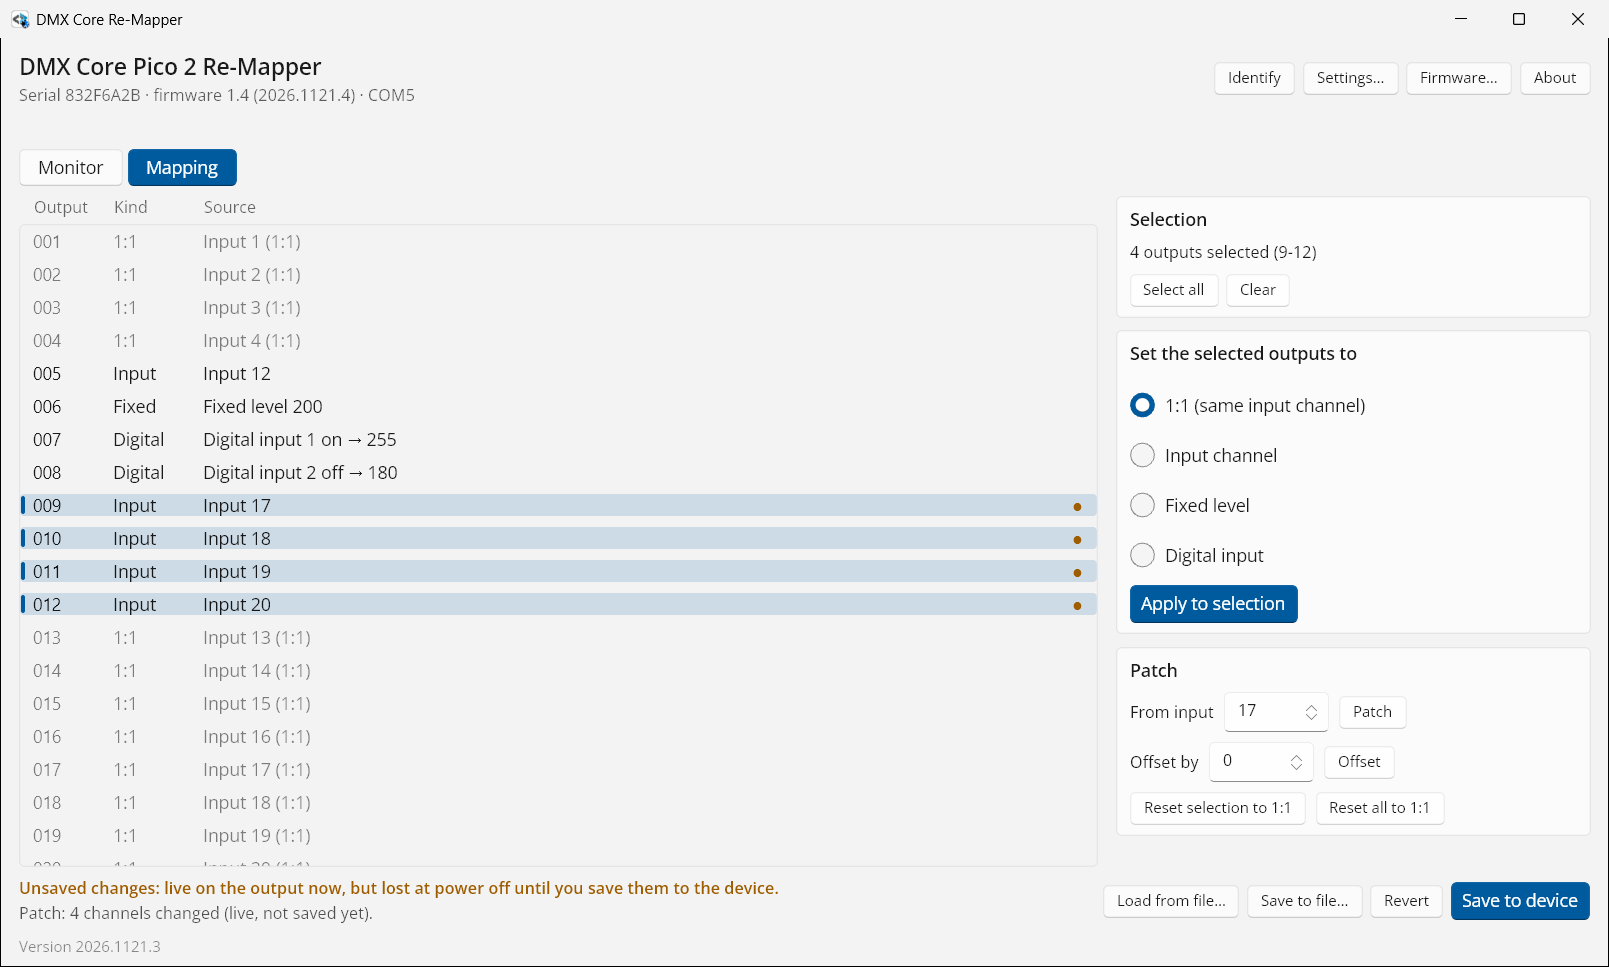 DMX Core Re-Mapper
DMX Core Pico 2 Re-Mapper
Serial 832F6A2B · firmware 1.4 (2026.1121.4) · COM5
Identify
Settings...
Firmware...
About
Monitor
Mapping
Output Kind Source
001 1:1 Input 1 (1:1)
002 1:1 Input 2 (1:1)
003 1:1 Input 3 (1:1)
004 1:1 Input 4 (1:1)
005 Input Input 12
006 Fixed Fixed level 200
007 Digital Digital input 1 on → 255
008 Digital Digital input 2 off → 180
009 Input Input 17
010 Input Input 18
011 Input Input 19
012 Input Input 20
013 1:1 Input 13 (1:1)
014 1:1 Input 14 (1:1)
015 1:1 Input 15 (1:1)
016 1:1 Input 16 (1:1)
017 1:1 Input 17 (1:1)
018 1:1 Input 18 (1:1)
019 1:1 Input 19 (1:1)
020 1:1 Input 20 (1:1)
Selection
4 outputs selected (9-12)
Select all
Clear
Set the selected outputs to
1:1 (same input channel)
Input channel
Fixed level
Digital input
Apply to selection
Patch
From input 17 Patch
Offset by 0 Offset
Reset selection to 1:1
Reset all to 1:1
Unsaved changes: live on the output now, but lost at power off until you save them to the device.
Patch: 4 channels changed (live, not saved yet).
Load from file...
Save to file...
Revert
Save to device
Version 2026.1121.3